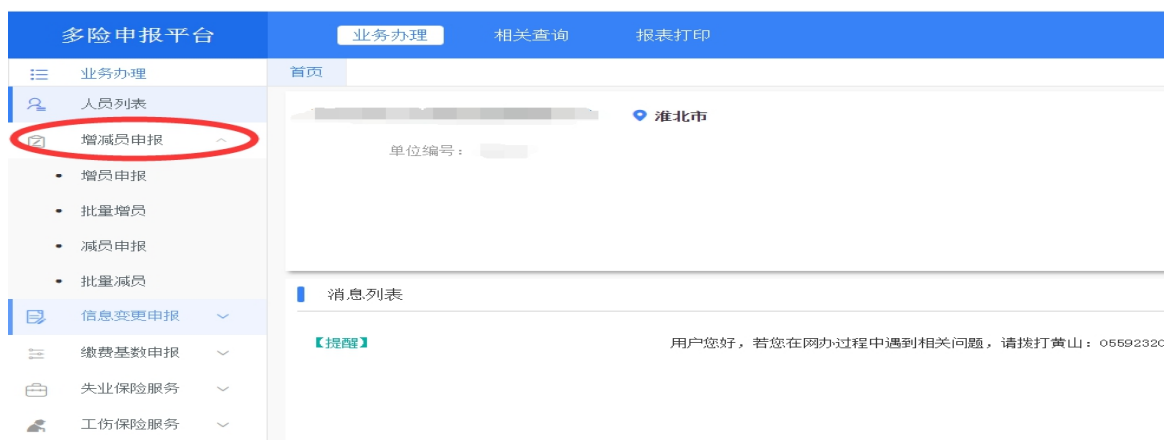 多险申报平台
业务办理 相关查询 报表打印
业务办理
首页
人员列表
增减员申报
增员申报
批量增员
减员申报
批量减员
信息变更申报
缴费基数申报
失业保险服务
工伤保险服务
淮北市
单位编号：
消息列表
【提醒】 用户您好，若您在网办过程中遇到相关问题，请拨打黄山：05592320